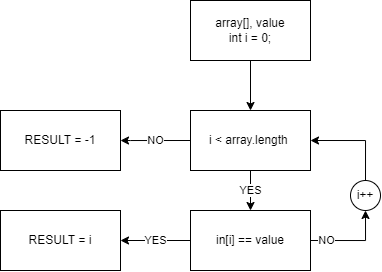 array[], value
int i = 0;
RESULT = -1
NO
i < array.length
YES
i++
RESULT = i
YES
in[i] == value
NO